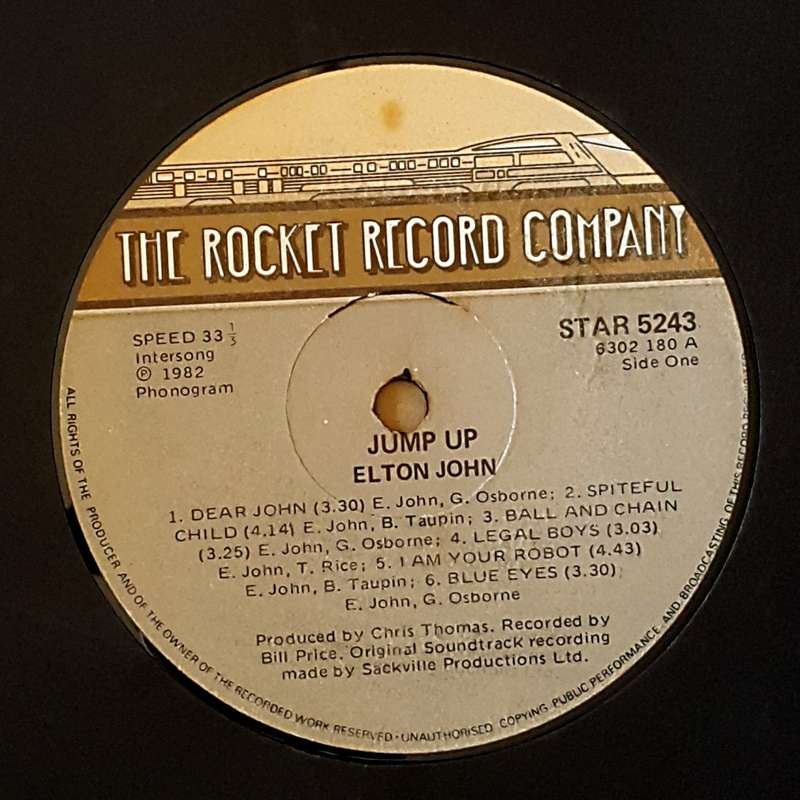 THE ROCKET RECORD COMPANY
SPEED 33 1/3
Intersong
℗ 1982
Phonogram
STAR 5243
6302 180 A
Side One
JUMP UP
ELTON JOHN
1. DEAR JOHN (3.30) E. John, G. Osborne; 2. SPITEFUL
CHILD (4.14) E. John, B. Taupin; 3. BALL AND CHAIN
(3.25) E. John, G. Osborne; 4. LEGAL BOYS (3.03)
E. John, T. Rice; 5. I AM YOUR ROBOT (4.43)
E. John, B. Taupin; 6. BLUE EYES (3.30)
E. John, G. Osborne
Produced by Chris Thomas. Recorded by
Bill Price. Original Soundtrack recording
made by Sackville Productions Ltd.
ALL RIGHTS OF THE PRODUCER AND OF THE OWNER OF THE RECORDED WORK RESERVED · UNAUTHORISED COPYING PUBLIC PERFORMANCE AND BROADCASTING OF THIS RECORD